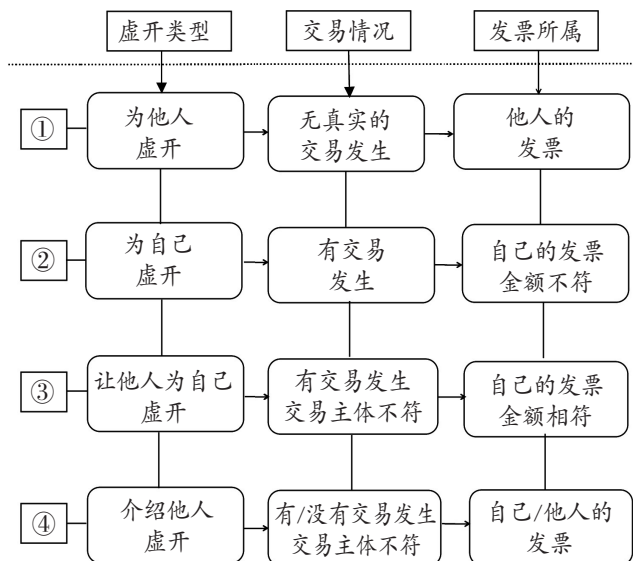 虚开类型 交易情况 发票所属
① 为他人 无真实的 他人的
虚开 交易发生 发票
② 为自己 有交易 自己的发票
虚开 发生 金额不符
③ 让他人为自己 有交易发生 自己的发票
虚开 交易主体不符 金额相符
④ 介绍他人 有/没有交易发生 自己/他人的
虚开 交易主体不符 发票